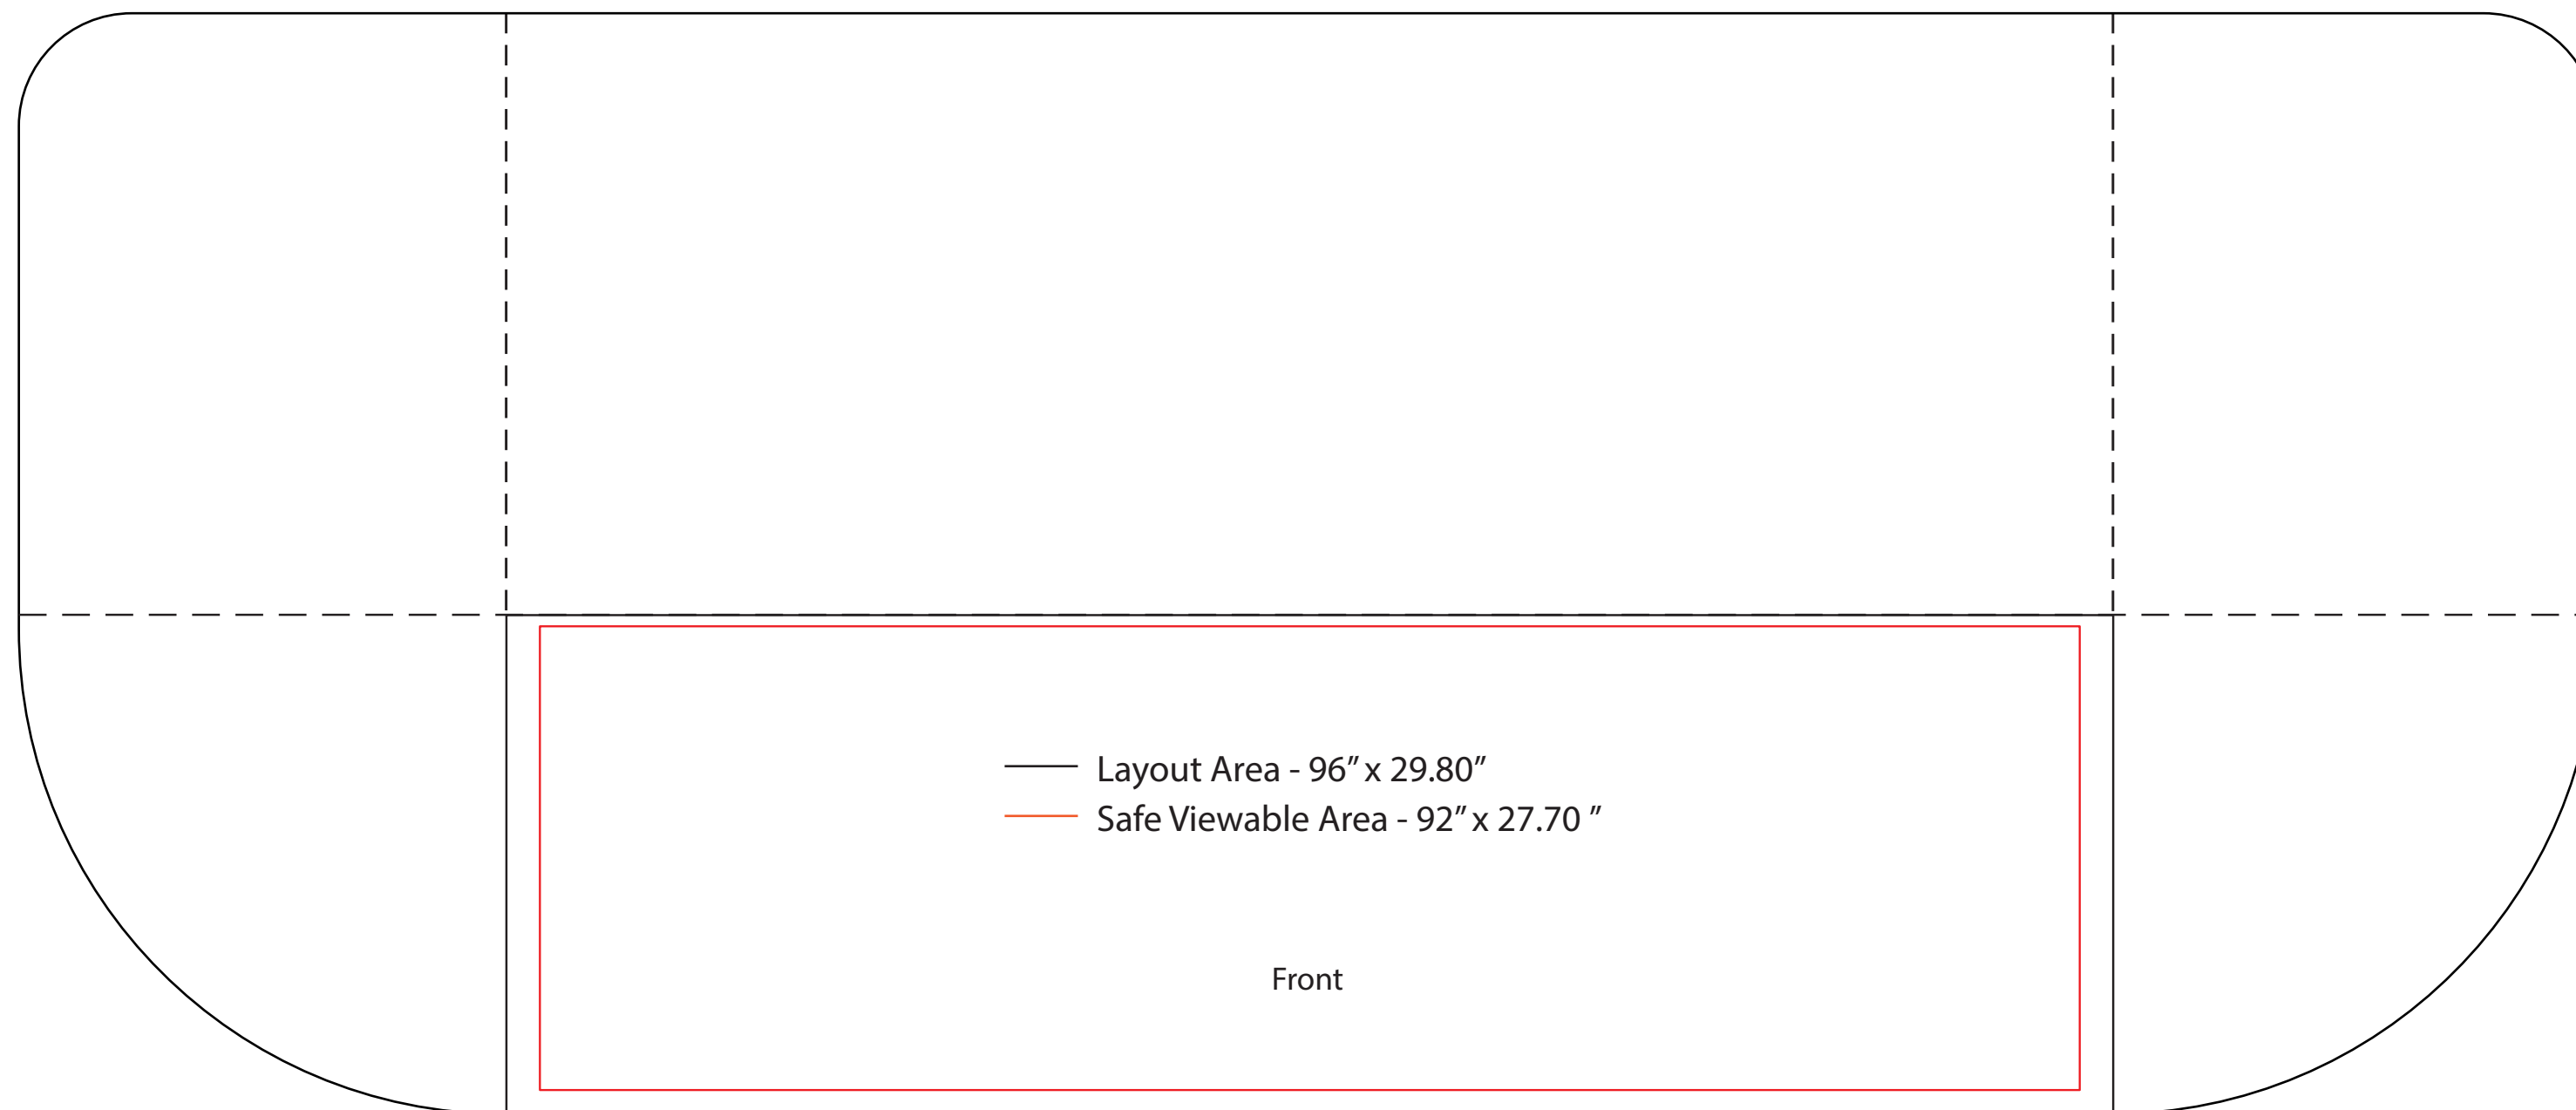 Layout Area - 96” x 29.80”
Safe Viewable Area - 92” x 27.70 ”
Front